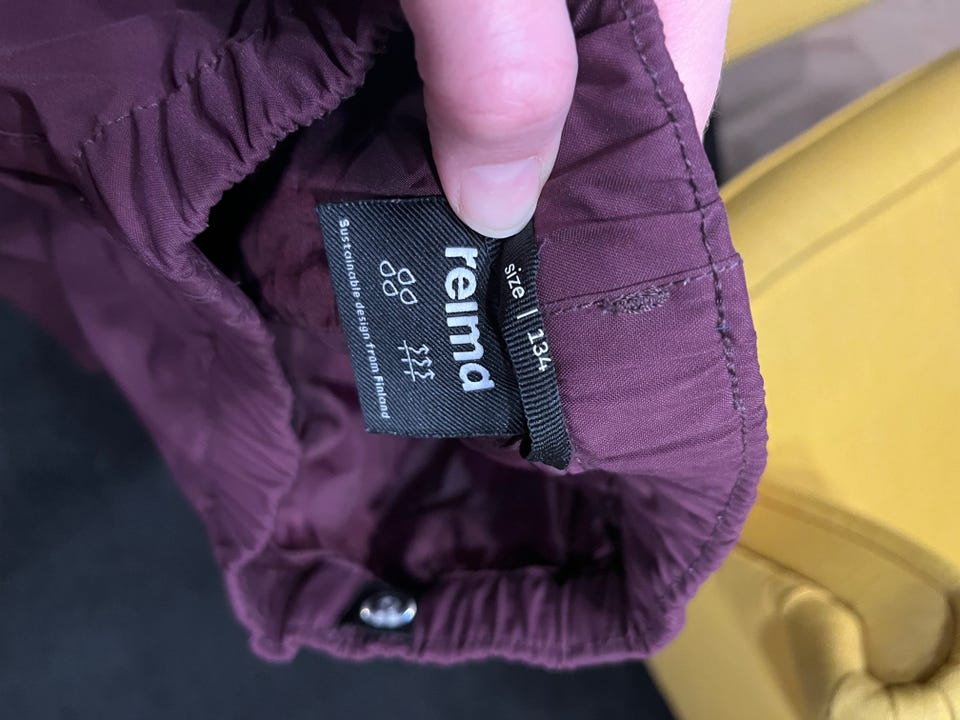 reima
Sustainable design from Finland
size | 134